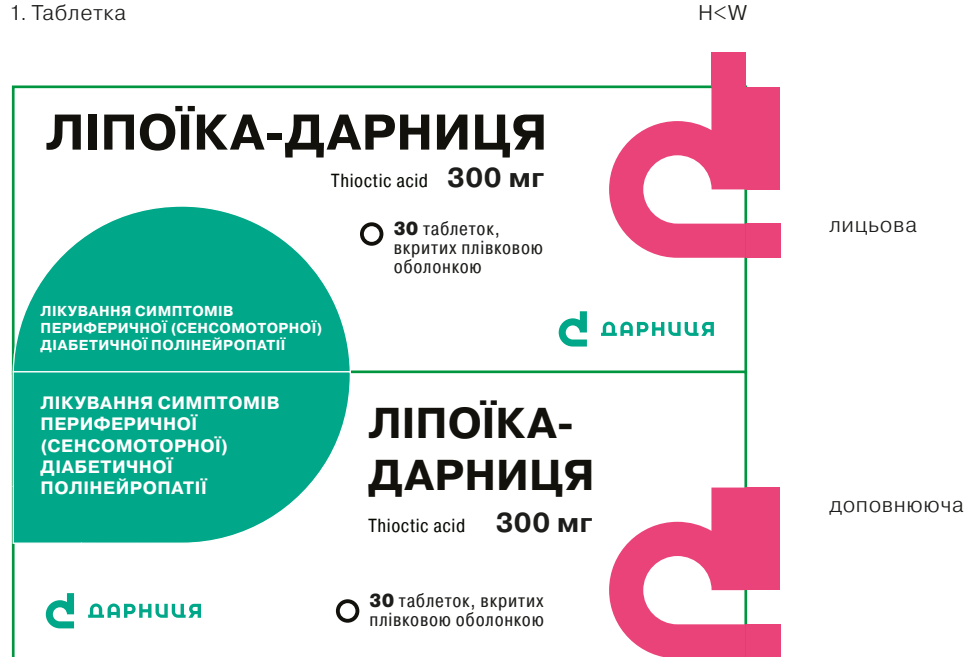 1. Таблетка
H<W
ЛІПОЇКА-ДАРНИЦЯ
Thioctic acid 300 мг
30 таблеток,
вкритих плівковою
оболонкою
лицьова
ЛІКУВАННЯ СИМПТОМІВ
ПЕРИФЕРИЧНОЇ (СЕНСОМОТОРНОЇ)
ДІАБЕТИЧНОЇ ПОЛІНЕЙРОПАТІЇ
ДАРНИЦЯ
ЛІКУВАННЯ СИМПТОМІВ
ПЕРИФЕРИЧНОЇ
(СЕНСОМОТОРНОЇ)
ДІАБЕТИЧНОЇ
ПОЛІНЕЙРОПАТІЇ
ЛІПОЇКА-
ДАРНИЦЯ
Thioctic acid 300 мг
доповнююча
ДАРНИЦЯ
30 таблеток, вкритих
плівковою оболонкою